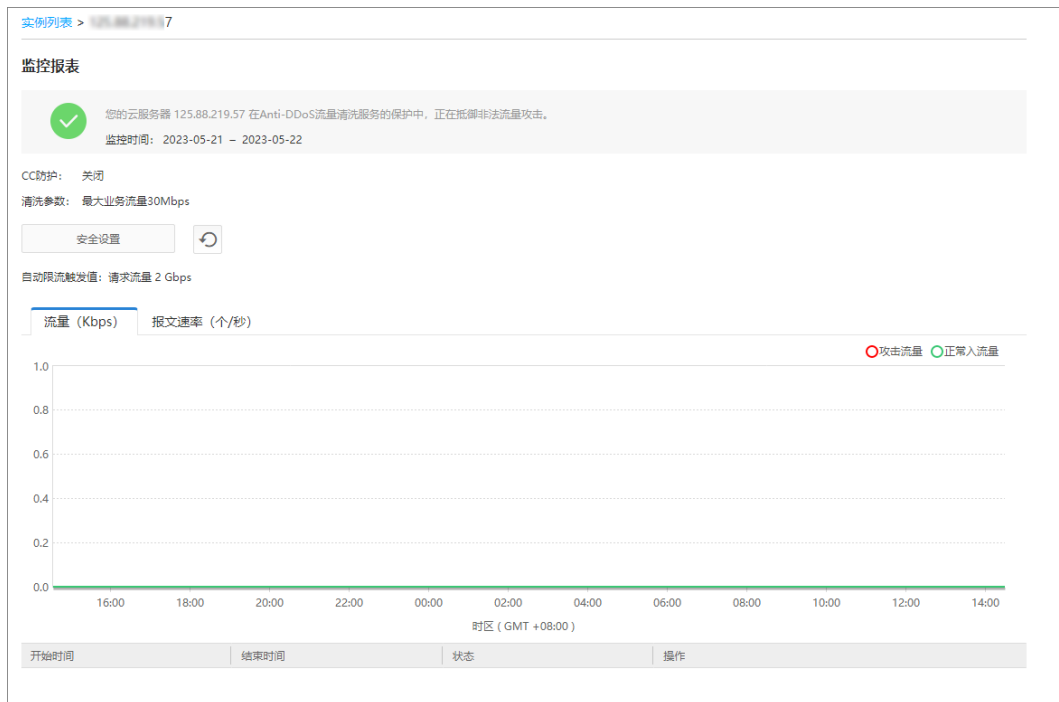 实例列表 > 7
监控报表
您的云服务器 125.88.219.57 在Anti-DDoS流量清洗服务的保护中，正在抵御非法流量攻击。
监控时间： 2023-05-21 – 2023-05-22
CC防护： 关闭
清洗参数： 最大业务流量30Mbps
安全设置
自动限流触发值：请求流量 2 Gbps
流量（Kbps） 报文速率（个/秒）
攻击流量 正常入流量
1.0
0.8
0.6
0.4
0.2
0.0
16:00 18:00 20:00 22:00 00:00 02:00 04:00 06:00 08:00 10:00 12:00 14:00
时区 ( GMT +08:00 )
开始时间 结束时间 状态 操作